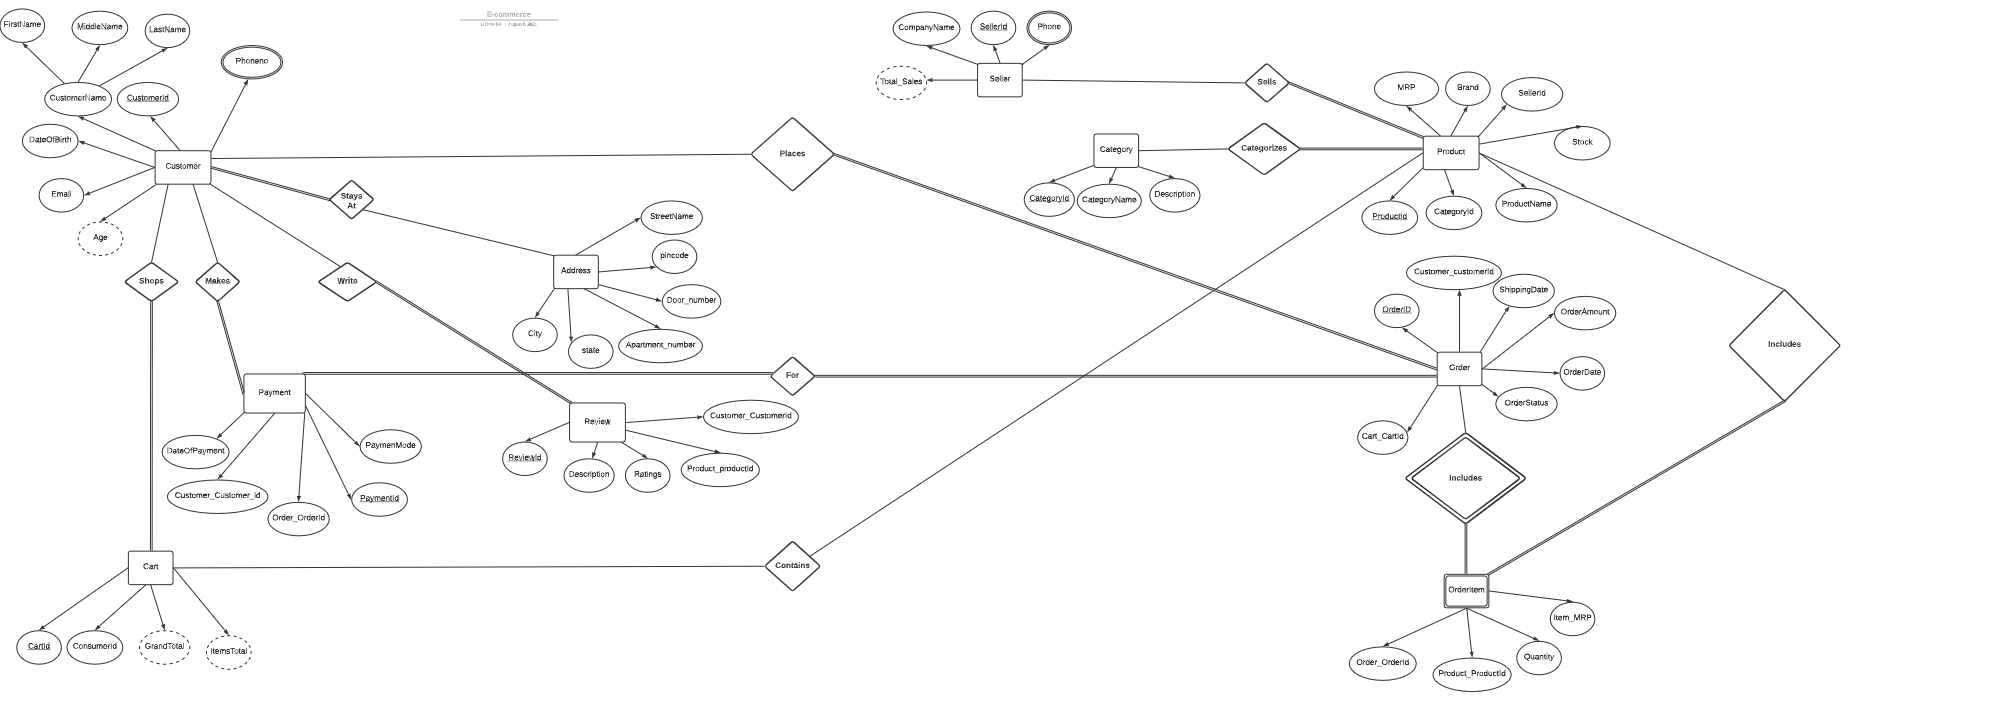 E-commerce
FirstName
MiddleName
LastName
Phoneno
CustomerName
CustomerId
DateOfBirth
Customer
Email
Age
Places
Stays
At
Shops
Makes
Write
StreetName
pincode
Address
Door_number
City
state
Apartment_number
CompanyName
SellerId
Phone
Total_Sales
Seller
Sells
MRP
Brand
SellerId
Stock
Category
Categorizes
Product
CategoryId
CategoryName
Description
ProductId
CategoryId
ProductName
Customer_customerId
ShippingDate
OrderID
OrderAmount
Includes
Order
OrderDate
OrderStatus
Cart_CartId
For
Payment
DateOfPayment
PaymenMode
Customer_Customer_id
PaymentId
Order_OrderId
Review
Customer_CustomerId
ReviewId
Description
Ratings
Product_productId
Includes
Cart
Contains
CartId
ConsumerId
GrandTotal
ItemsTotal
OrderItem
Item_MRP
Order_OrderId
Product_ProductId
Quantity